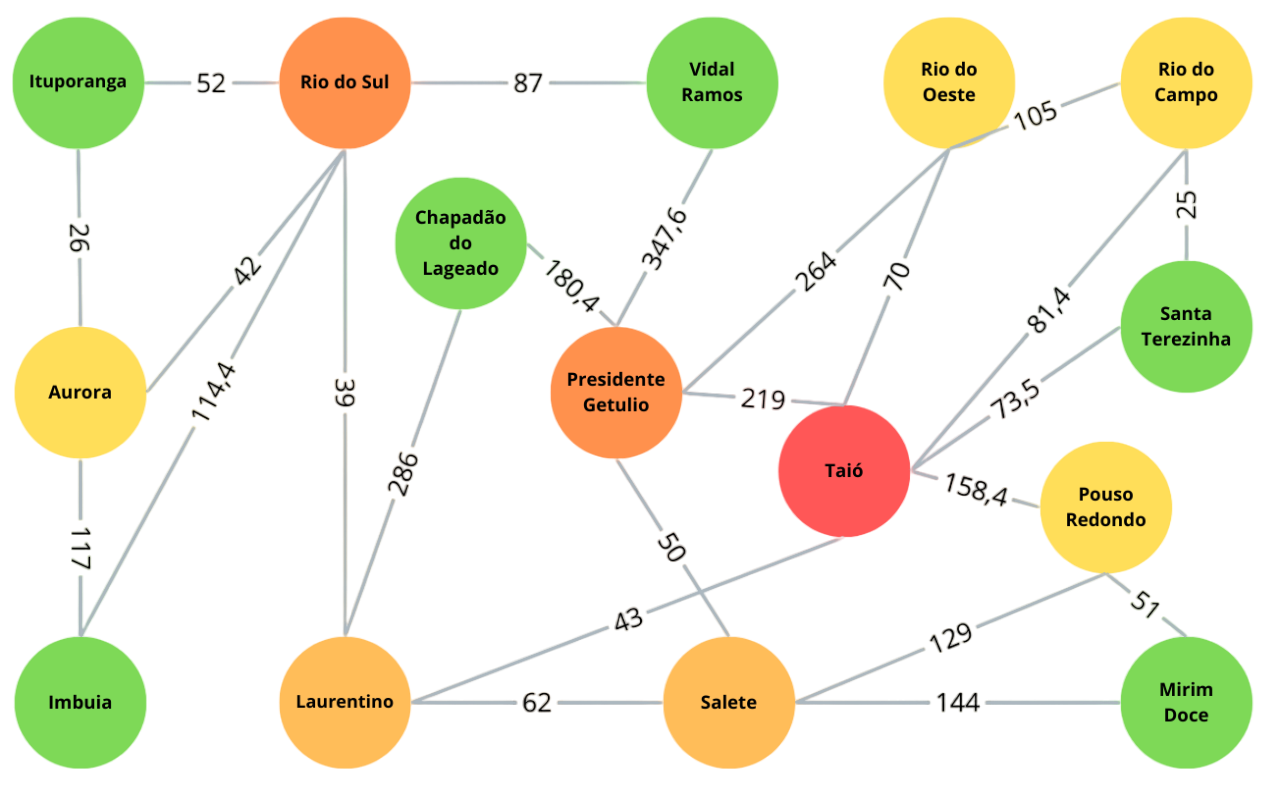 Ituporanga
52
Rio do Sul
87
Vidal
Ramos
Rio do
Oeste
105
Rio do
Campo
26
42
114,4
39
Chapadão
do
Lageado
180,4
347,6
264
70
81,4
25
Santa
Terezinha
Aurora
286
Presidente
Getulio
219
73,5
Taió
158,4
Pouso
Redondo
117
50
43
129
51
Imbuia
Laurentino
62
Salete
144
Mirim
Doce